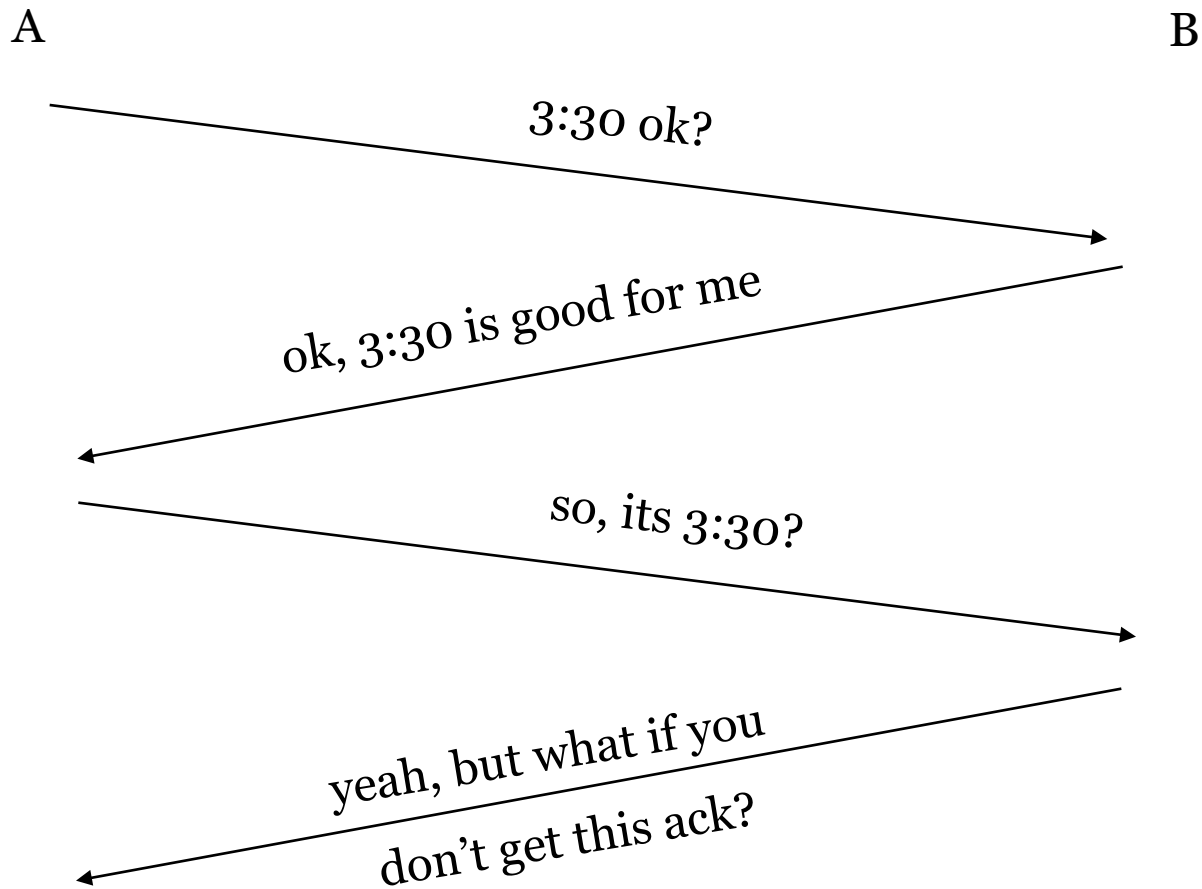 A
B
3:30 ok?
ok, 3:30 is good for me
so, its 3:30?
yeah, but what if you
don’t get this ack?